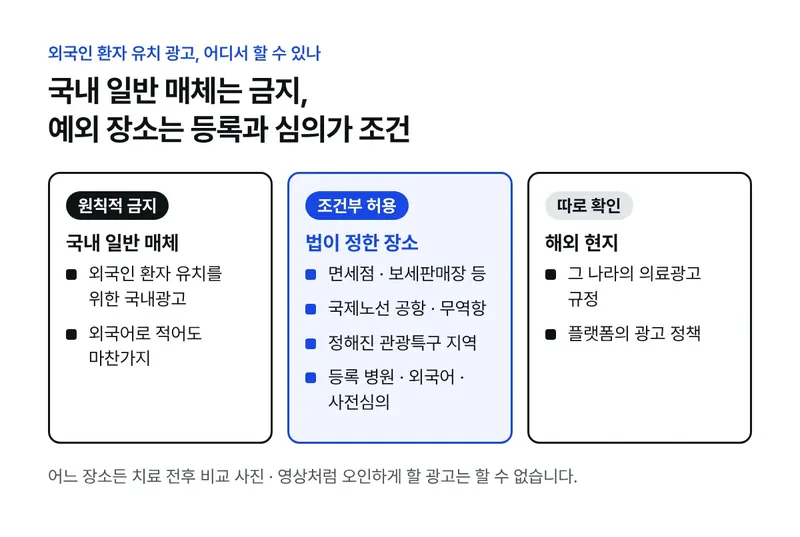 외국인 환자 유치 광고, 어디서 할 수 있나
국내 일반 매체는 금지,
예외 장소는 등록과 심의가 조건
원칙적 금지
국내 일반 매체
외국인 환자 유치를
위한 국내광고
외국어로 적어도
마찬가지
조건부 허용
법이 정한 장소
면세점 · 보세판매장 등
국제노선 공항 · 무역항
정해진 관광특구 지역
등록 병원 · 외국어 ·
사전심의
따로 확인
해외 현지
그 나라의 의료광고
규정
플랫폼의 광고 정책
어느 장소든 치료 전후 비교 사진 · 영상처럼 오인하게 할 광고는 할 수 없습니다.